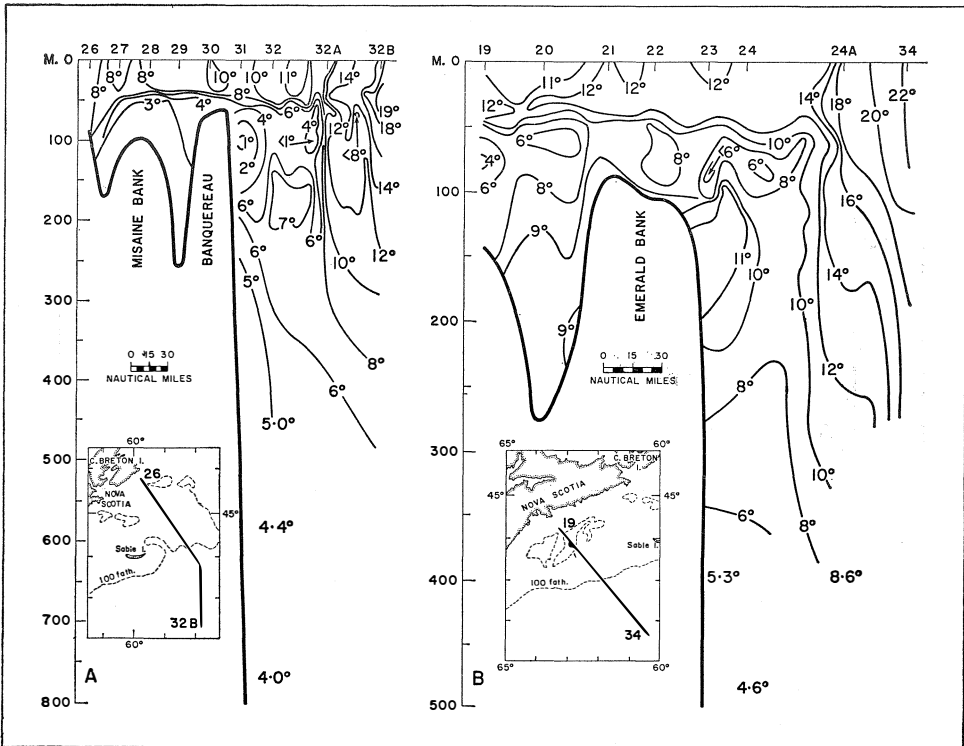 26 27 28 29 30 31 32 32A 32B
M. 0
8° 8° 8° 10° 10° 11° 14°
3° 4° 8° 6° 19°
4° 4° 12° 18°
100
1° <1° <8°
2° 14°
200
6° 7° 6°
6° 12°
5° 10°
300
8°
400
6°
5.0°
500
4.4°
600
700
4.0°
800
MISAINE BANK
BANQUEREAU
0 15 30
NAUTICAL MILES
60°
C. BRETON I.
26
NOVA
SCOTIA
45°
Sable I.
100 fath.
32 B
60°
A
19 20 21 22 23 24 24A 34
M. 0
11° 12° 12° 12° 14° 18° 22°
12° 20°
6° 10°
4° 8° <6° 6°
6° 8° 8°
100
16°
9° 11° 10° 14°
10°
200
9° 12°
8°
300
10°
8°
6°
400
5.3° 8.6°
4.6°
500
EMERALD BANK
0 15 30
NAUTICAL MILES
65° 60°
C. BRETON
I.
45° 45°
NOVA SCOTIA
19
Sable I.
100 fath.
34
65° 60°
B